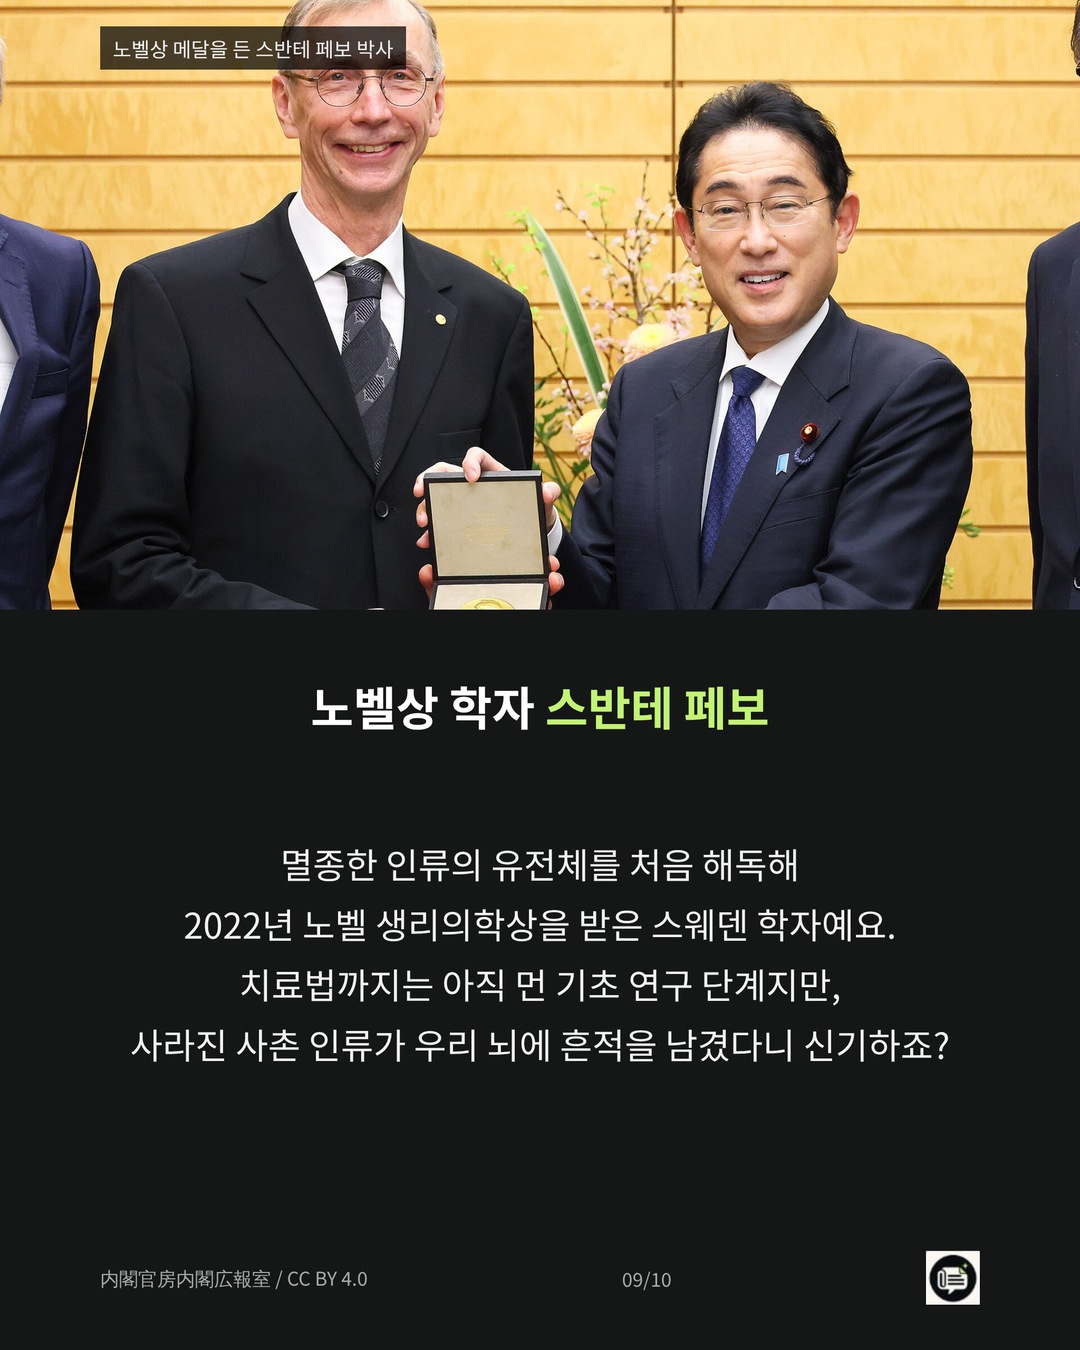 노벨상 메달을 든 스반테 페보 박사
노벨상 학자 스반테 페보
멸종한 인류의 유전체를 처음 해독해
2022년 노벨 생리의학상을 받은 스웨덴 학자예요.
치료법까지는 아직 먼 기초 연구 단계지만,
사라진 사촌 인류가 우리 뇌에 흔적을 남겼다니 신기하죠?
内閣官房内閣広報室 / CC BY 4.0
09/10